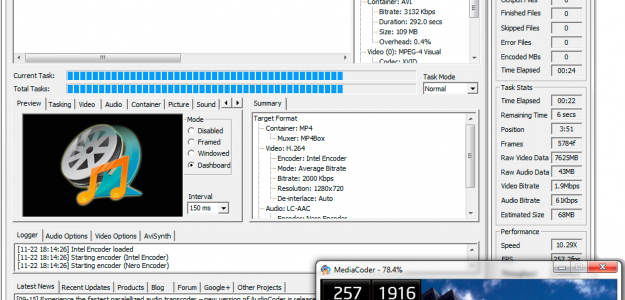 Container: AVI
Bitrate: 3132 Kbps
Duration: 292.0 secs
Size: 109 MB
Overhead: 0.4%
Video (0): MPEG-4 Visual
Codec: XVID
Output Files 0
Finished Files 0
Skipped Files 0
Error Files 0
Encoded MBs 0
Time Elapsed 00:24
Current Task:
Total Tasks:
Task Mode
Normal
Preview Tasking Video Audio Container Picture Sound
Mode
Disabled
Framed
Windowed
Dashboard
Interval
150 ms
Summary
Target Format
Container: MP4
Muxer: MP4Box
Video: H.264
Encoder: Intel Encoder
Mode: Average Bitrate
Bitrate: 2000 Kbps
Resolution: 1280x720
De-interlace: Auto
Audio: LC-AAC
Encoder: Nero Encoder
Task Stats
Time Elapsed 00:22
Remaining Time 6 secs
Position 3:51
Frames 5784f
Raw Video Data 7625MB
Raw Audio Data 43MB
Video Bitrate 1.9Mbps
Audio Bitrate 61Kbps
Estimated Size 68MB
Performance
Speed 10.29X
FPS 257.2fps
Logger Audio Options Video Options AviSynth
[11-22 18:14:26] Intel Encoder loaded
[11-22 18:14:26] Starting encoder (Intel Encoder)
[11-22 18:14:26] Starting encoder (Nero Encoder)
Latest News Recent Updates Products Blog Forum Google+ Other Projects
[09-15] Experience the fastest parallelized audio transcoder – new version of AudioCoder is release
MediaCoder - 78.4%
257 1916